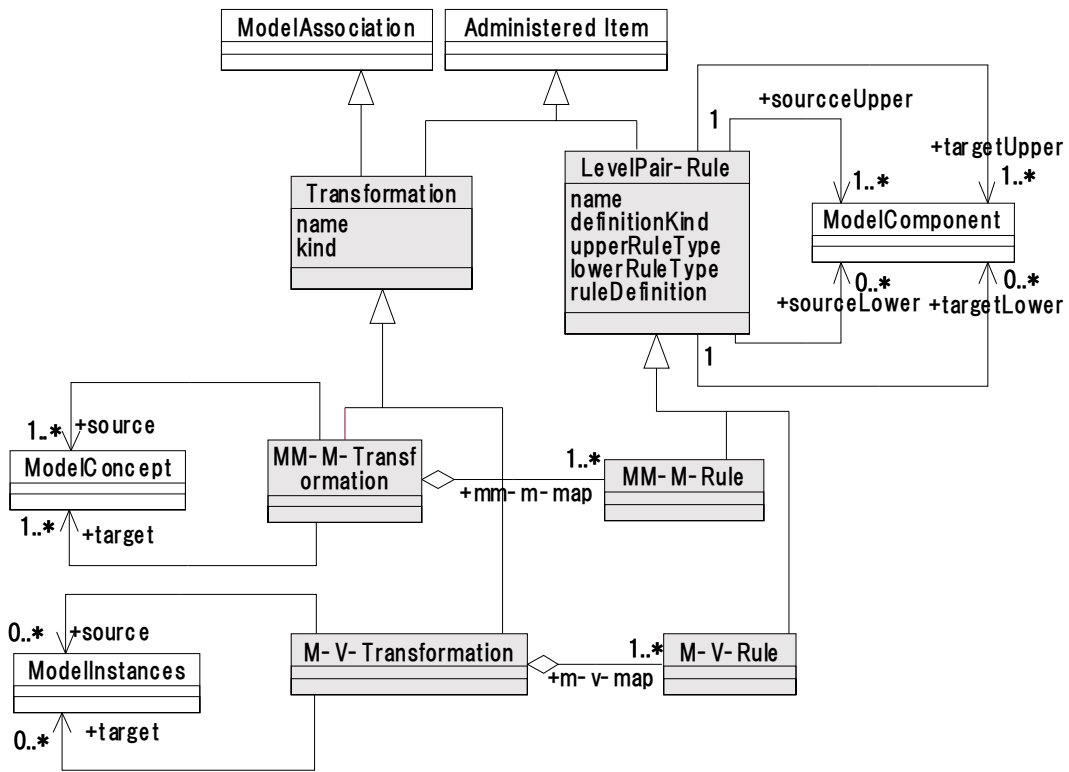 ModelAssociation
Administered Item
+sourcceUpper
1
+targetUpper
1..*
1..*
LevelPair-Rule
name
definitionKind
upperRuleType
lowerRuleType
ruleDefinition
Transformation
name
kind
ModelComponent
0..*
0..*
+sourceLower
+targetLower
1
+source
1..*
ModelConcept
1..*
+target
MM-M-Transf
ormation
1..*
+mm-m-map
MM-M-Rule
0..*
+source
ModelInstances
0..*
+target
M-V-Transformation
1..*
+m-v-map
M-V-Rule